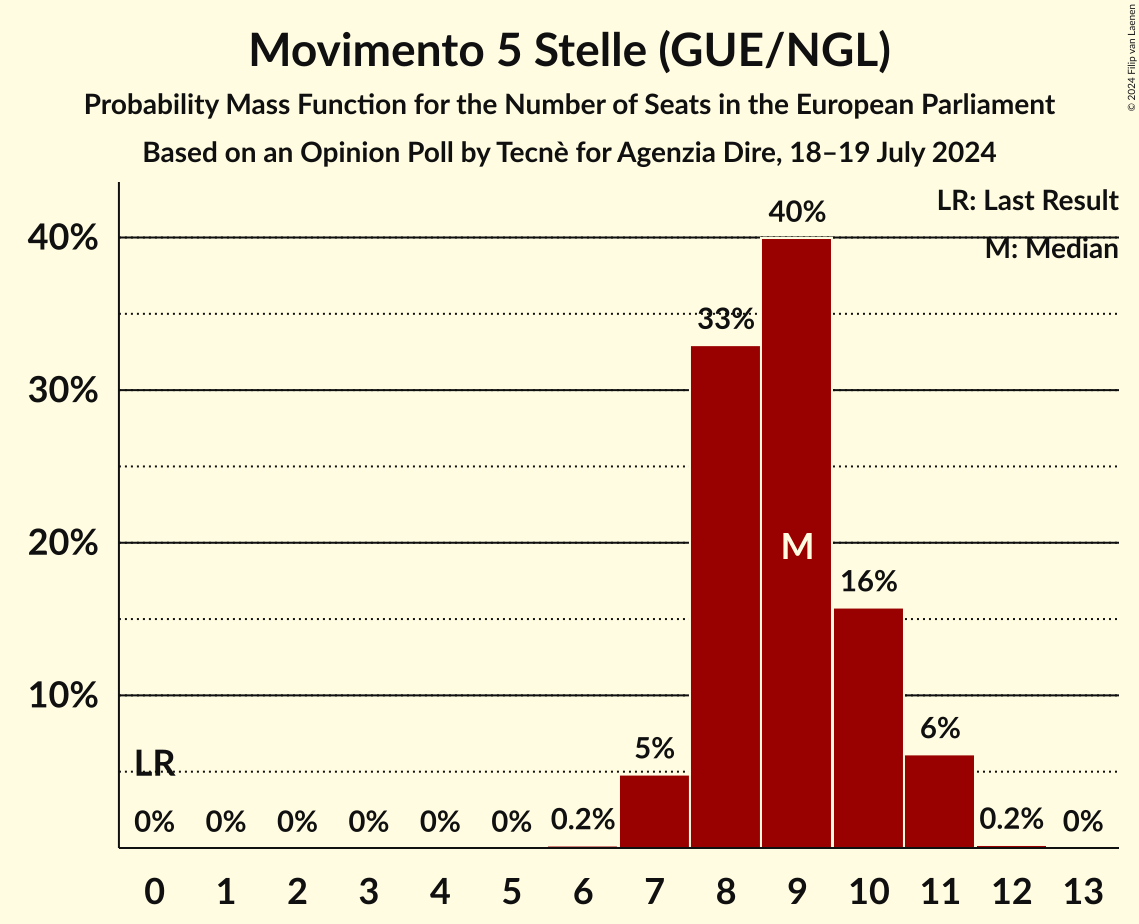 Movimento 5 Stelle (GUE/NGL)
Probability Mass Function for the Number of Seats in the European Parliament
Based on an Opinion Poll by Tecnè for Agenzia Dire, 18–19 July 2024
© 2024 Filip van Laenen
LR: Last Result
M: Median
40%
30%
20%
10%
LR
0% 0% 0% 0% 0% 0% 0.2% 5% 33% 40% 16% 6% 0.2% 0%
M
0 1 2 3 4 5 6 7 8 9 10 11 12 13